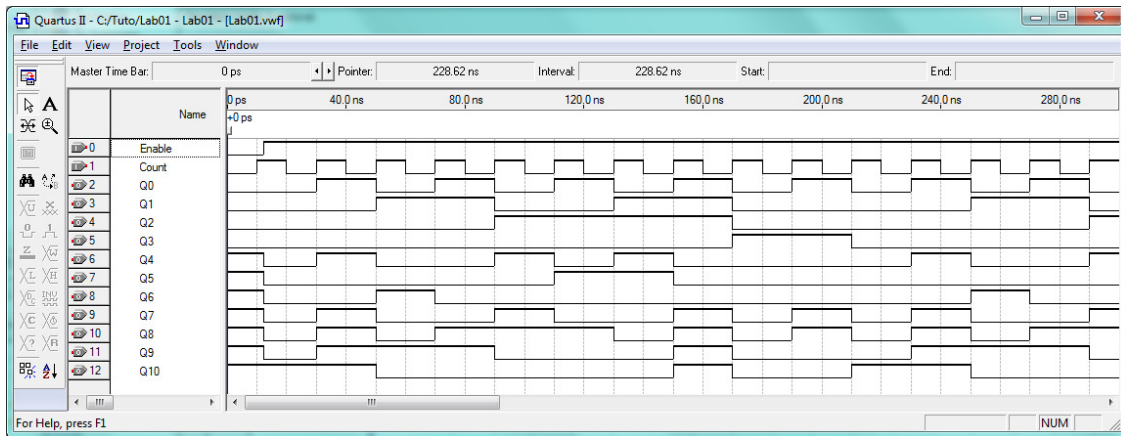 Quartus II - C:/Tuto/Lab01 - Lab01 - [Lab01.vwf]
File Edit View Project Tools Window
Master Time Bar: 0 ps Pointer: 228.62 ns Interval: 228.62 ns Start: End:
Name
0 ps 40.0 ns 80.0 ns 120.0 ns 160.0 ns 200.0 ns 240.0 ns 280.0 ns
+0 ps
0 Enable
1 Count
2 Q0
3 Q1
4 Q2
5 Q3
6 Q4
7 Q5
8 Q6
9 Q7
10 Q8
11 Q9
12 Q10
For Help, press F1
NUM